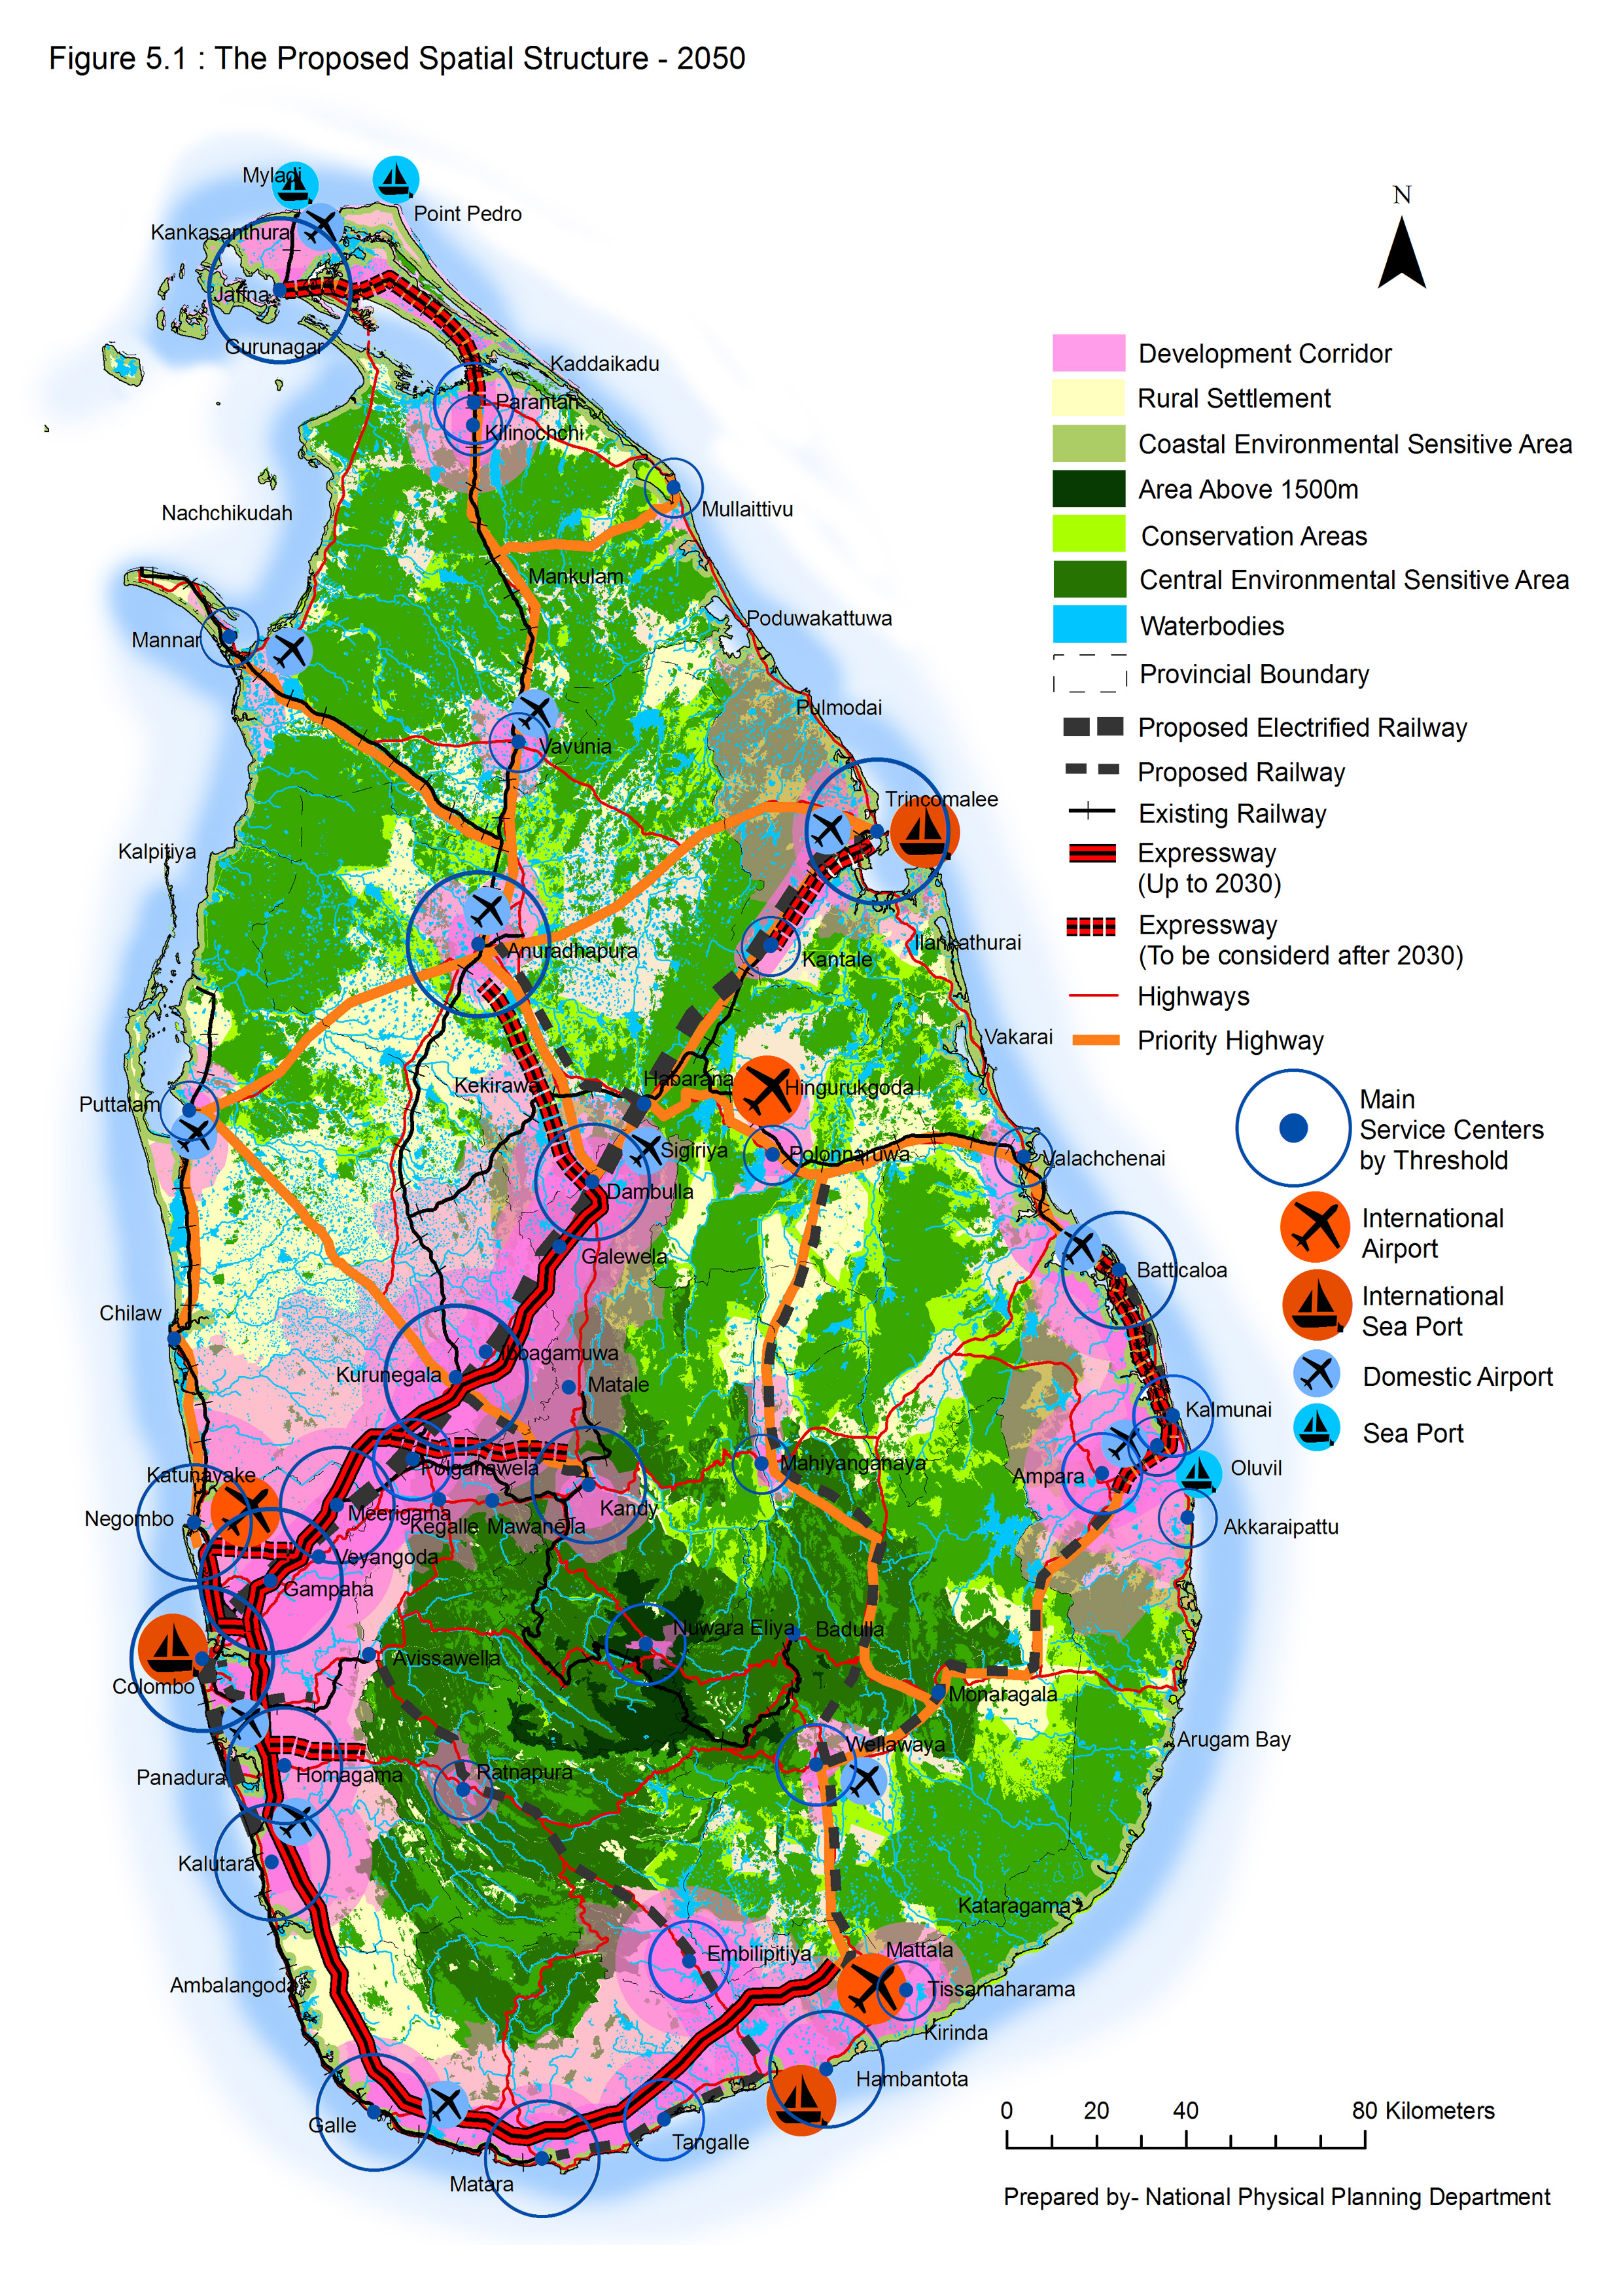 Figure 5.1 : The Proposed Spatial Structure - 2050
Myladi
Point Pedro
Kankasanthurai
Jaffna
Gurunagar
Kaddaikadu
Parantan
Kilinochchi
Nachchikudah
Mullaittivu
Mankulam
Poduwakattuwa
Mannar
Pulmodai
Vavunia
Trincomalee
Kalpitiya
Anuradhapura
Kantale
Ilankathurai
Vakarai
Kekirawa
Habarana
Hingurukgoda
Puttalam
Sigiriya
Polonnaruwa
Valachchenai
Dambulla
Galewela
Batticaloa
Chilaw
Ibbagamuwa
Kurunegala
Matale
Kalmunai
Katunayake
Polgahawela
Mahiyanganaya
Ampara
Oluvil
Negombo
Meerigama
Kandy
Kegalle
Mawanella
Akkaraipattu
Veyangoda
Gampaha
Nuwara Eliya
Badulla
Avissawella
Colombo
Monaragala
Arugam Bay
Wellawaya
Panadura
Homagama
Ratnapura
Kalutara
Kataragama
Embilipitiya
Mattala
Ambalangoda
Tissamaharama
Kirinda
Hambantota
Galle
Tangalle
Matara
N
Development Corridor
Rural Settlement
Coastal Environmental Sensitive Area
Area Above 1500m
Conservation Areas
Central Environmental Sensitive Area
Waterbodies
Provincial Boundary
Proposed Electrified Railway
Proposed Railway
Existing Railway
Expressway
(Up to 2030)
Expressway
(To be considerd after 2030)
Highways
Priority Highway
Main
Service Centers
by Threshold
International
Airport
International
Sea Port
Domestic Airport
Sea Port
0 20 40 80 Kilometers
Prepared by- National Physical Planning Department